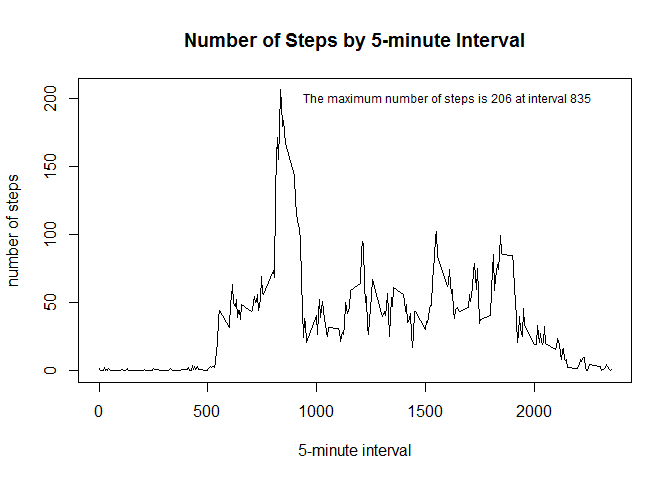 Number of Steps by 5-minute Interval
The maximum number of steps is 206 at interval 835
number of steps
200
150
100
50
0
0 500 1000 1500 2000
5-minute interval